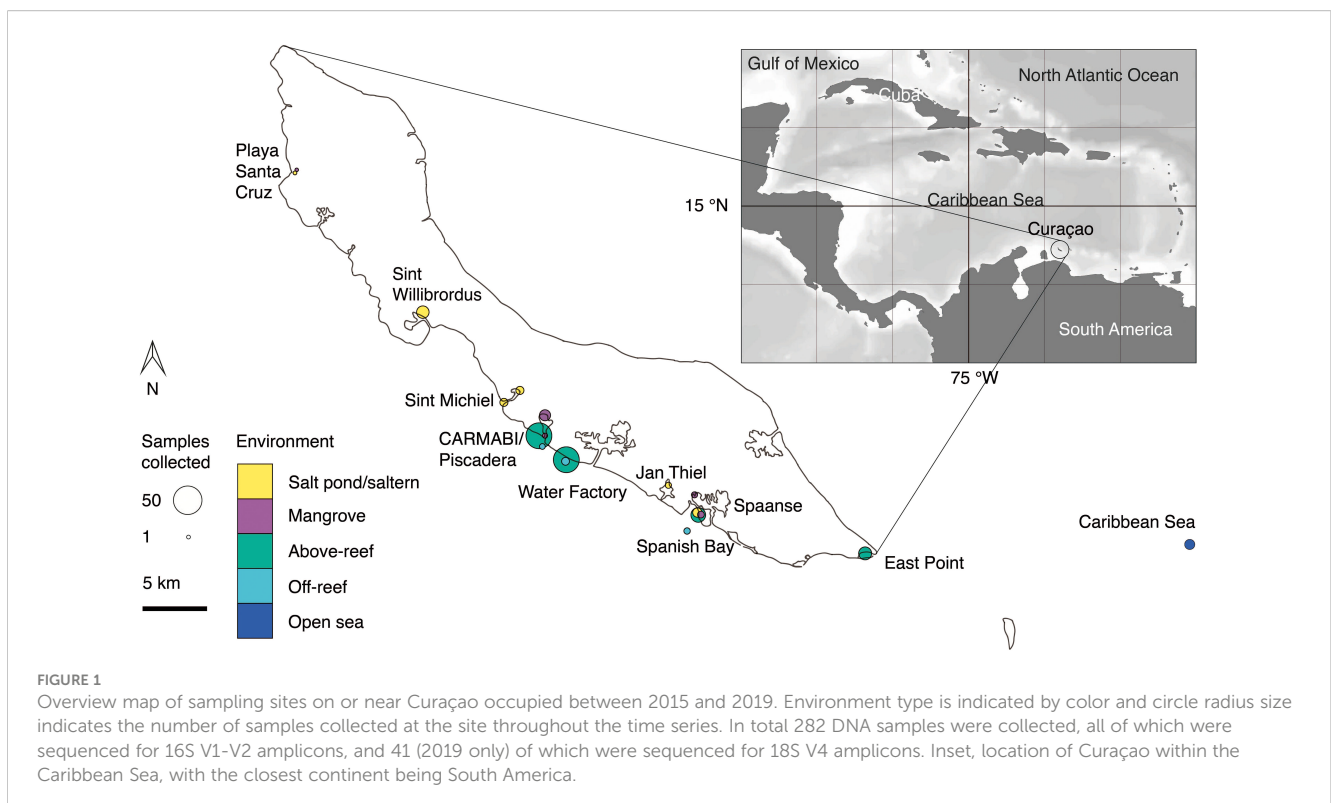 Gulf of Mexico
North Atlantic Ocean
Cuba
Caribbean Sea
15 °N
Curaçao
South America
75 °W
Playa
Santa
Cruz
Sint
Willibrordus
Sint Michiel
CARMABI/
Piscadera
Water Factory
Jan Thiel
Spaanse
Spanish Bay
East Point
Caribbean Sea
N
Samples
collected
50
1
5 km
Environment
Salt pond/saltern
Mangrove
Above-reef
Off-reef
Open sea
FIGURE 1
Overview map of sampling sites on or near Curaçao occupied between 2015 and 2019. Environment type is indicated by color and circle radius size
indicates the number of samples collected at the site throughout the time series. In total 282 DNA samples were collected, all of which were
sequenced for 16S V1-V2 amplicons, and 41 (2019 only) of which were sequenced for 18S V4 amplicons. Inset, location of Curaçao within the
Caribbean Sea, with the closest continent being South America.